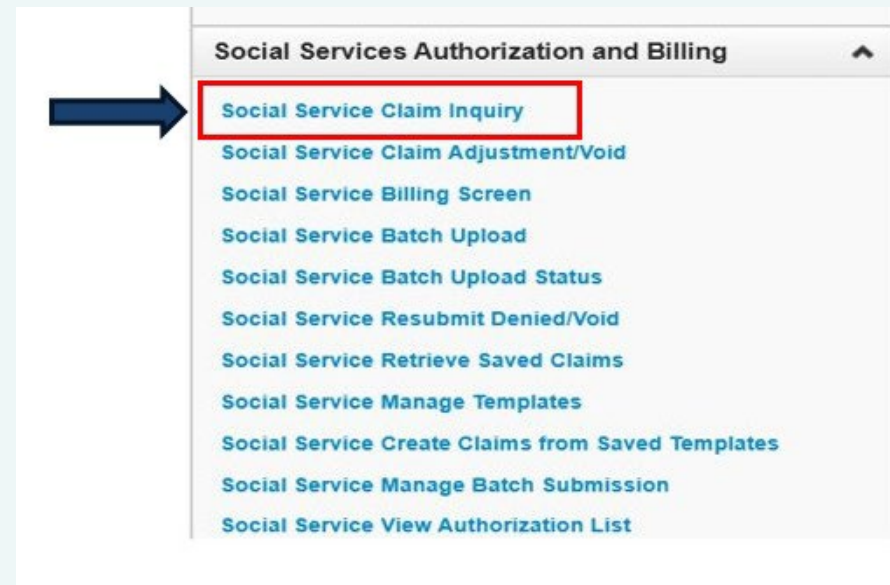 Social Services Authorization and Billing
Social Service Claim Inquiry
Social Service Claim Adjustment/Void
Social Service Billing Screen
Social Service Batch Upload
Social Service Batch Upload Status
Social Service Resubmit Denied/Void
Social Service Retrieve Saved Claims
Social Service Manage Templates
Social Service Create Claims from Saved Templates
Social Service Manage Batch Submission
Social Service View Authorization List